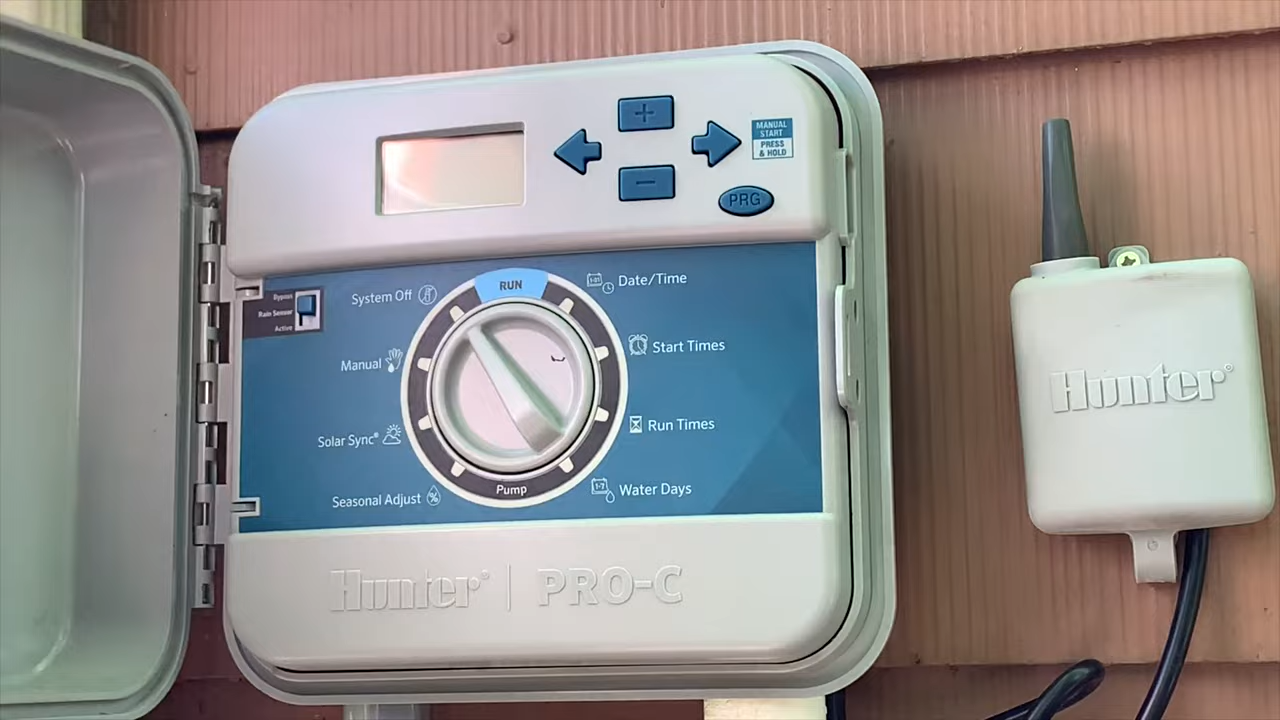 +
MANUAL
START
PRESS
& HOLD
-
PRG
RUN
Date/Time
System Off
Bypass
Rain Sensor
Active
Start Times
Manual
Run Times
Solar Sync®
Water Days
Seasonal Adjust
Pump
Hunter® | PRO-C
Hunter®